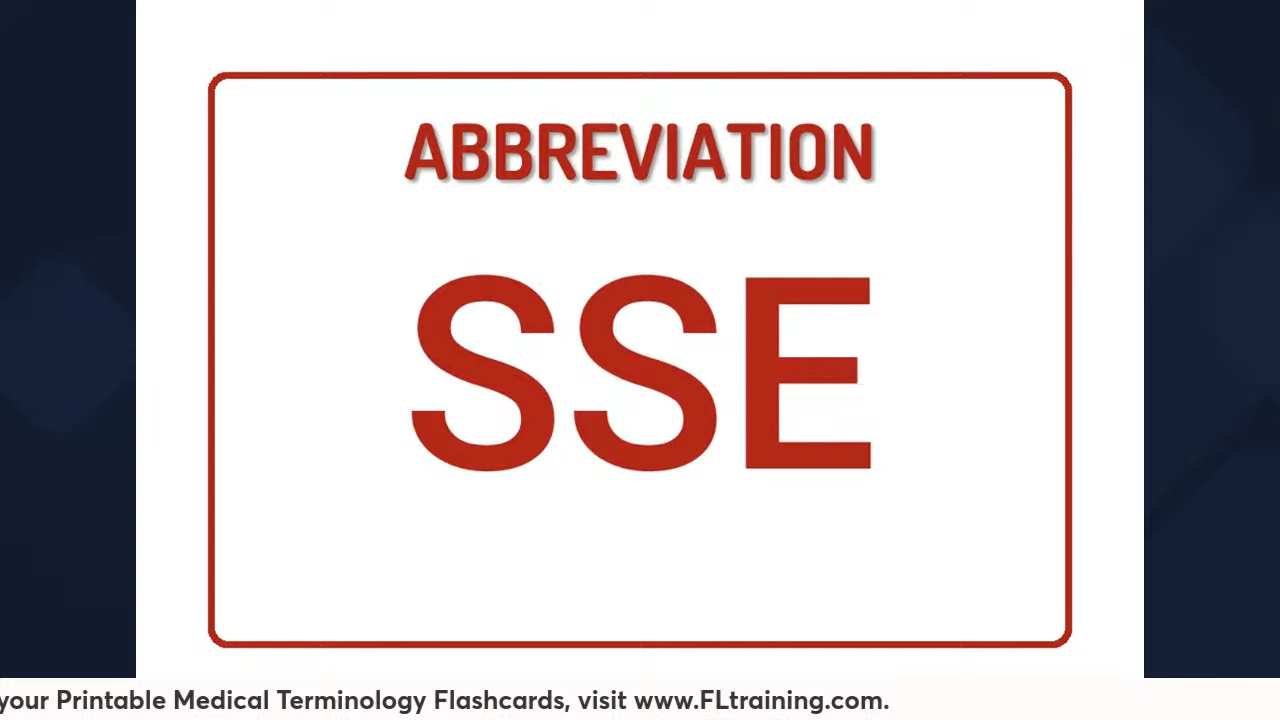 ABBREVIATION
SSE
your Printable Medical Terminology Flashcards, visit www.FLtraining.com.